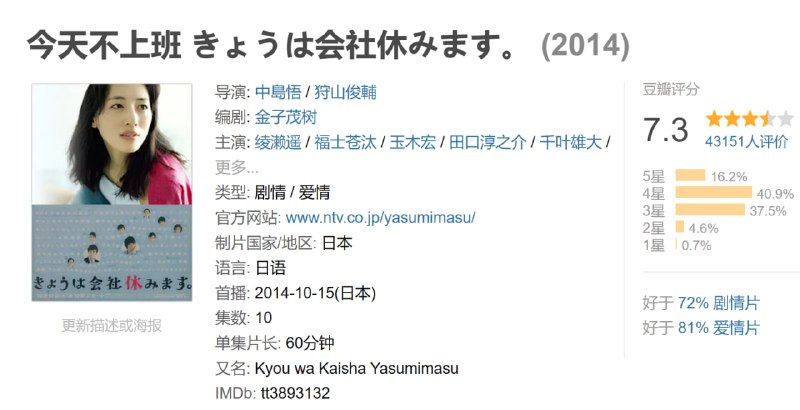 今天不上班 きょうは会社休みます。 (2014)
きょうは会社休みます。
更新描述或海报
导演: 中島悟 / 狩山俊輔
编剧: 金子茂树
主演: 绫濑遥 / 福士苍汰 / 玉木宏 / 田口淳之介 / 千叶雄大 /
更多...
类型: 剧情 / 爱情
官方网站: www.ntv.co.jp/yasumimasu/
制片国家/地区: 日本
语言: 日语
首播: 2014-10-15(日本)
集数: 10
单集片长: 60分钟
又名: Kyou wa Kaisha Yasumimasu
IMDb: tt3893132
豆瓣评分
7.3
43151人评价
5星 16.2%
4星 40.9%
3星 37.5%
2星 4.6%
1星 0.7%
好于 72% 剧情片
好于 81% 爱情片